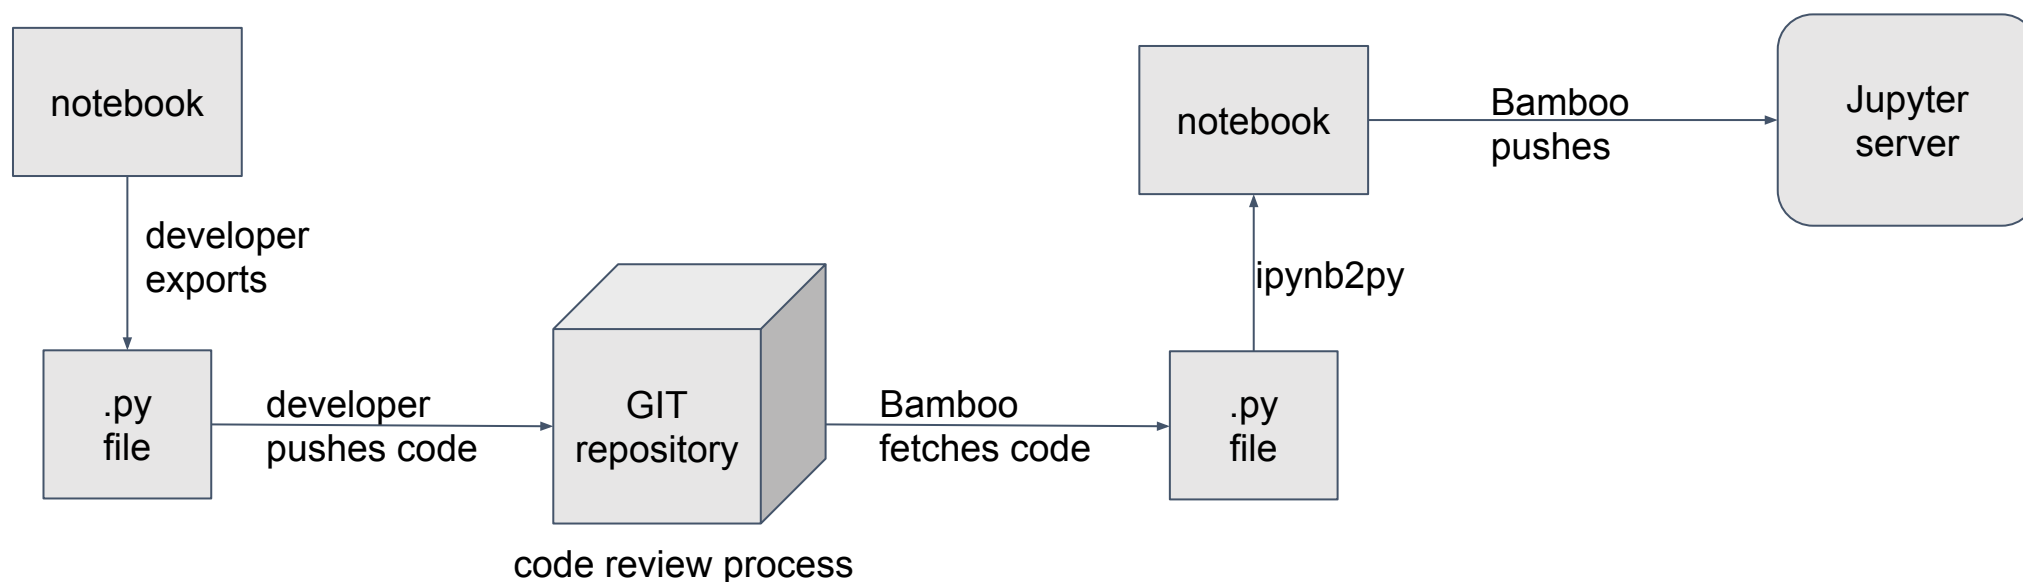 notebook
developer
exports
.py
file
developer
pushes code
GIT
repository
code review process
Bamboo
fetches code
.py
file
ipynb2py
notebook
Bamboo
pushes
Jupyter
server